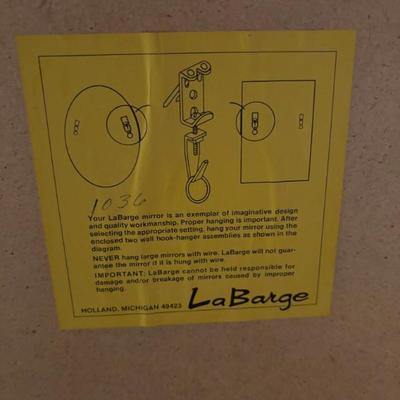 1036
Your LaBarge mirror is an exemplar of imaginative design
and quality workmanship. Proper hanging is important. After
selecting the appropriate setting, hang your mirror using the
enclosed two wall hook-hanger assemblies as shown in the
diagram.
NEVER hang large mirrors with wire. LaBarge will not guar-
antee the mirror if it is hung with wire.
IMPORTANT: LaBarge cannot be held responsible for
damage and/or breakage of mirrors caused by improper
hanging.
LaBarge
HOLLAND, MICHIGAN 49423